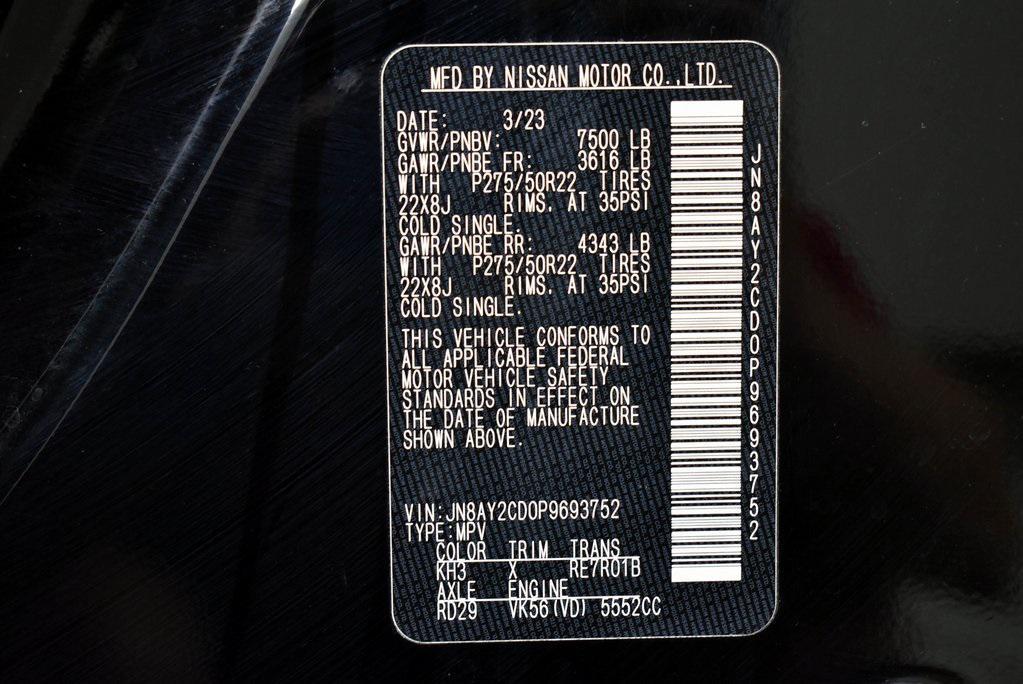 MFD BY NISSAN MOTOR CO.,LTD.
DATE: 3/23
GVWR/PNBV: 7500 LB
GAWR/PNBE FR: 3616 LB
WITH P275/50R22 TIRES
22X8J RIMS. AT 35PSI
COLD SINGLE.
GAWR/PNBE RR: 4343 LB
WITH P275/50R22 TIRES
22X8J RIMS. AT 35PSI
COLD SINGLE.
THIS VEHICLE CONFORMS TO
ALL APPLICABLE FEDERAL
MOTOR VEHICLE SAFETY
STANDARDS IN EFFECT ON
THE DATE OF MANUFACTURE
SHOWN ABOVE.
VIN:JN8AY2CD0P9693752
TYPE:MPV
COLOR TRIM TRANS
KH3 X RE7R01B
AXLE ENGINE
RD29 VK56(VD) 5552CC
JN8AY2CD0P9693752